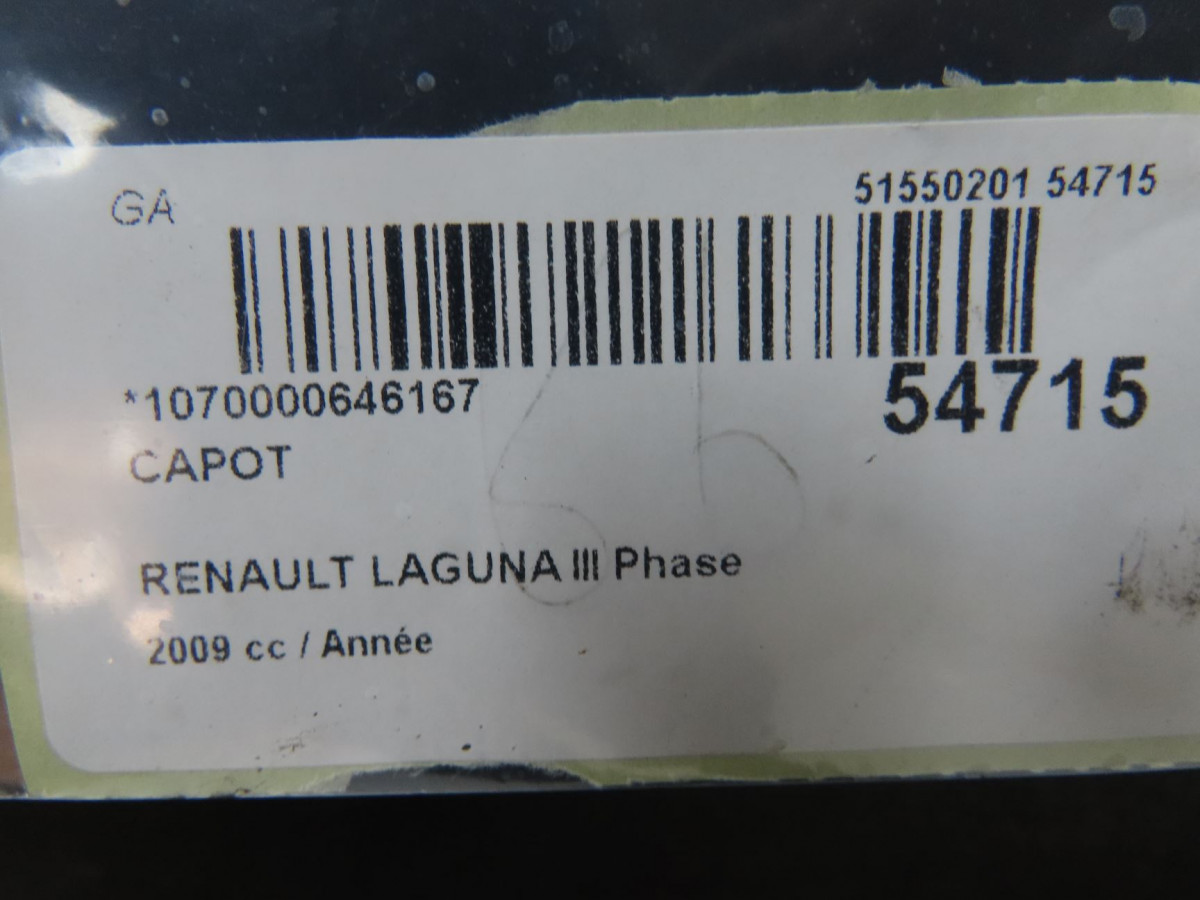 GA
51550201 54715
*1070000646167
54715
CAPOT
RENAULT LAGUNA III Phase
2009 cc / Année